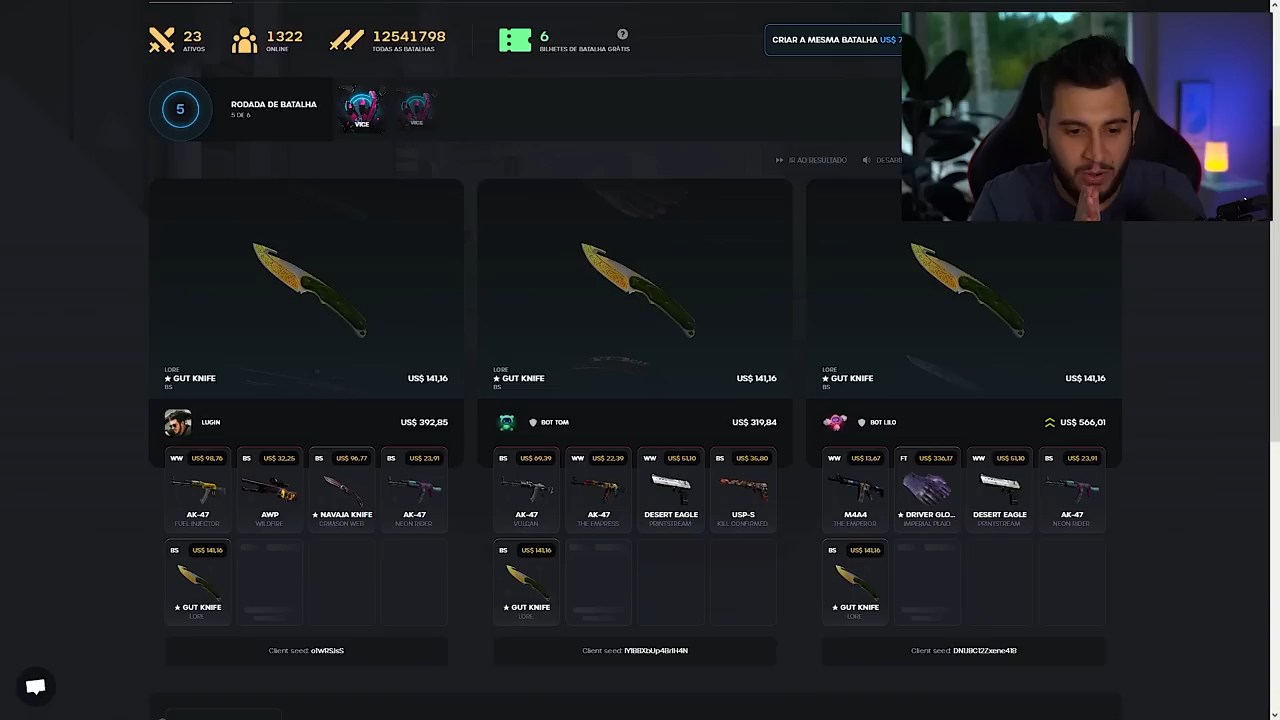 23
ATIVOS
1322
ONLINE
12541798
TODAS AS BATALHAS
6
BILHETES DE BATALHA GRÁTIS
?
CRIAR A MESMA BATALHA US$ 7
5
RODADA DE BATALHA
5 DE 6
VICE
VICE
IR AO RESULTADO
DESABI
LORE
★ GUT KNIFE
BS
US$ 141,16
LORE
★ GUT KNIFE
BS
US$ 141,16
LORE
★ GUT KNIFE
BS
US$ 141,16
LUGIN
US$ 392,85
BOT TOM
US$ 319,84
BOT LILO
US$ 566,01
WW US$ 98,76
AK-47
FUEL INJECTOR
BS US$ 32,25
AWP
WILDFIRE
BS US$ 96,77
★ NAVAJA KNIFE
CRIMSON WEB
BS US$ 23,91
AK-47
NEON RIDER
BS US$ 69,39
AK-47
VULCAN
WW US$ 22,39
AK-47
THE EMPRESS
WW US$ 51,10
DESERT EAGLE
PRINTSTREAM
BS US$ 35,80
USP-S
KILL CONFIRMED
WW US$ 13,67
M4A4
THE EMPEROR
FT US$ 336,17
★ DRIVER GLO...
IMPERIAL PLAID
WW US$ 51,10
DESERT EAGLE
PRINTSTREAM
BS US$ 23,91
AK-47
NEON RIDER
BS US$ 141,16
★ GUT KNIFE
LORE
BS US$ 141,16
★ GUT KNIFE
LORE
BS US$ 141,16
★ GUT KNIFE
LORE
Client seed:
Client seed:
Client seed: